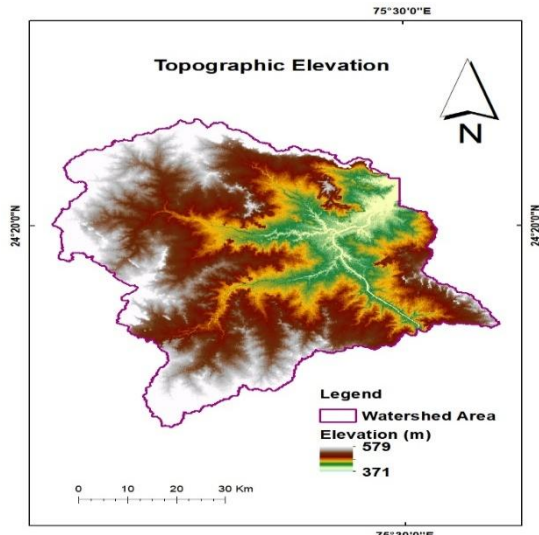 75°30'0"E
Topographic Elevation
N
24°20'0"N
24°20'0"N
Legend
Watershed Area
Elevation (m)
579
371
0 10 20 30 Km
75°30'0"E